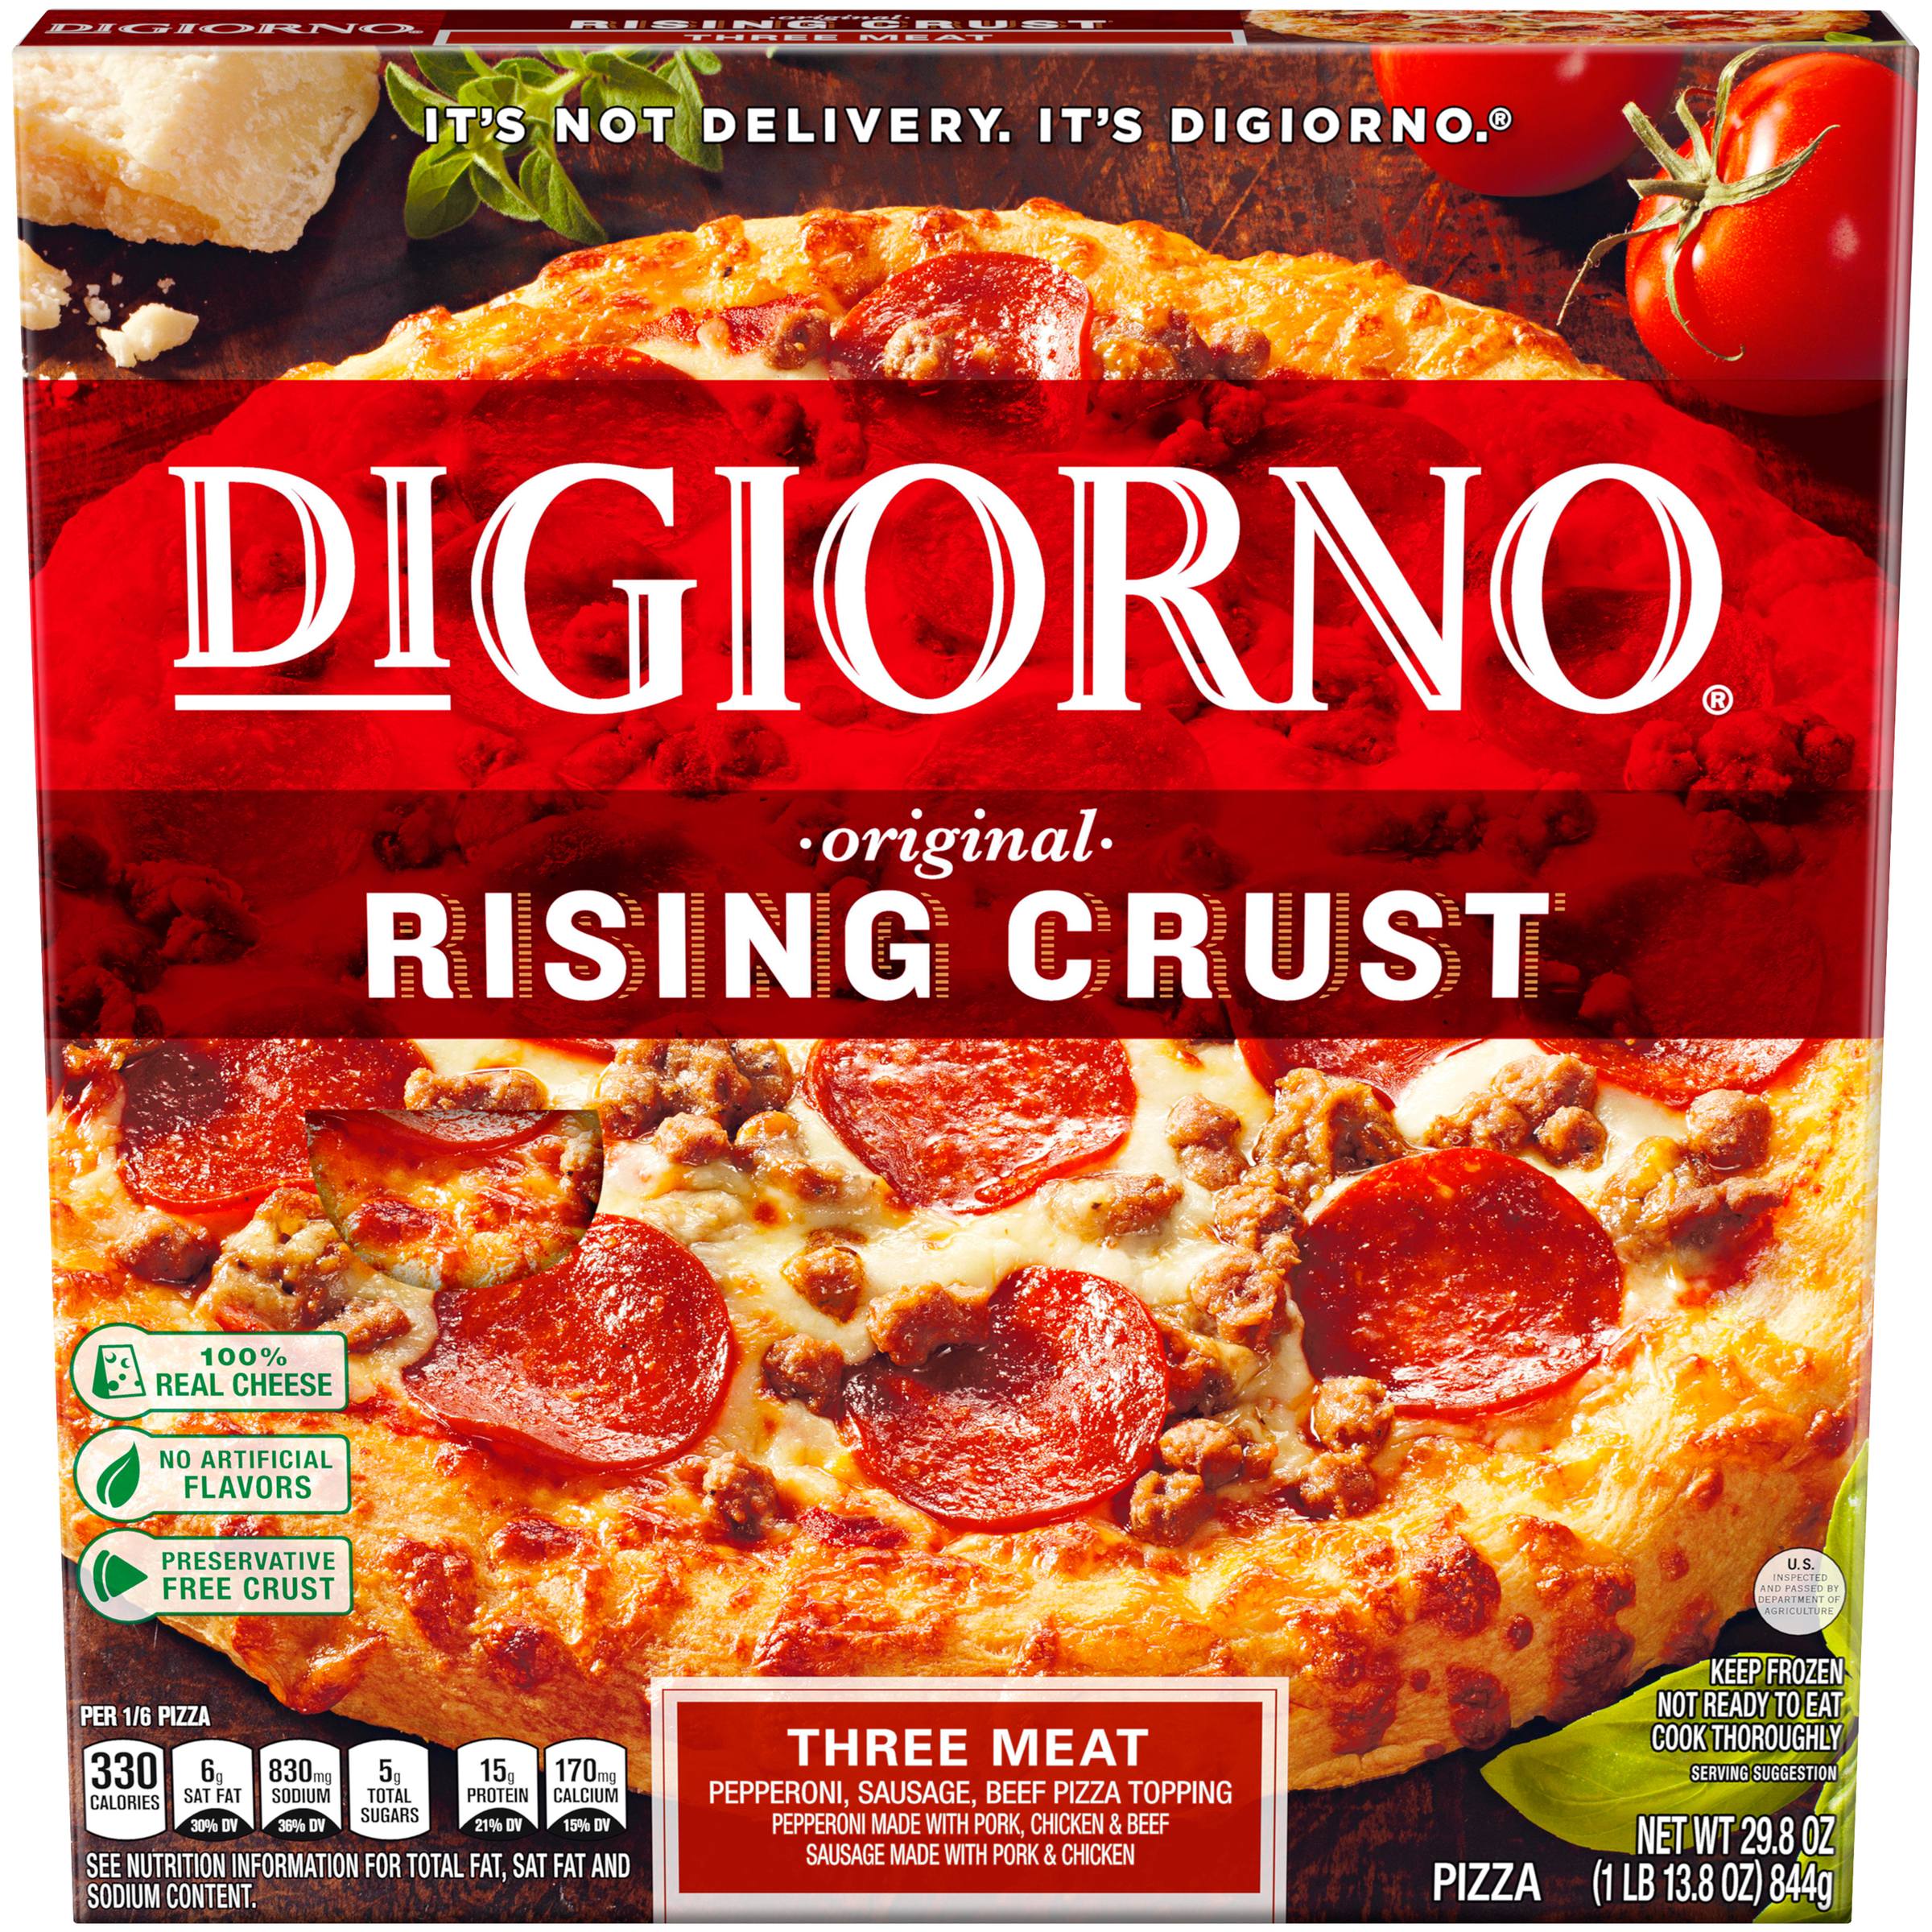 DIGIORNO®
·original·
RISING CRUST
THREE MEAT
IT'S NOT DELIVERY. IT'S DIGIORNO.®
DIGIORNO®
·original·
RISING CRUST
100%
REAL CHEESE
NO ARTIFICIAL
FLAVORS
PRESERVATIVE
FREE CRUST
U.S.
INSPECTED
AND PASSED BY
DEPARTMENT OF
AGRICULTURE
KEEP FROZEN
NOT READY TO EAT
COOK THOROUGHLY
SERVING SUGGESTION
PER 1/6 PIZZA
330
CALORIES
6g
SAT FAT
30% DV
830mg
SODIUM
36% DV
5g
TOTAL
SUGARS
15g
PROTEIN
21% DV
170mg
CALCIUM
15% DV
SEE NUTRITION INFORMATION FOR TOTAL FAT, SAT FAT AND
SODIUM CONTENT.
THREE MEAT
PEPPERONI, SAUSAGE, BEEF PIZZA TOPPING
PEPPERONI MADE WITH PORK, CHICKEN & BEEF
SAUSAGE MADE WITH PORK & CHICKEN
PIZZA
NET WT 29.8 OZ
(1 LB 13.8 OZ) 844g